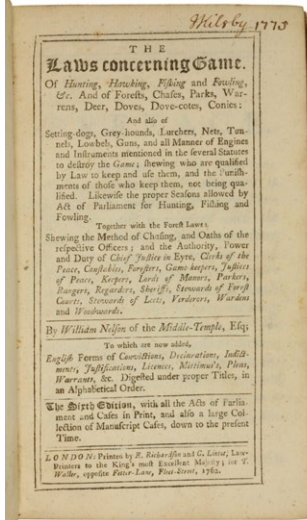 Kilsby 1773
THE
Laws concerning Game.
Of Hunting, Hawking, Fishing and Fowling,
&c. And of Forests, Chases, Parks, War-
rens, Deer, Doves, Dove-cotes, Conies:
And also of
Setting-dogs, Grey-hounds, Lurchers, Nets, Tun-
nels, Lowbels, Guns, and all Manner of Engines
and Instruments mentioned in the several Statutes
to destroy the Game; shewing who are qualified
by Law to keep and use them, and the Punish-
ments of those who keep them, not being qua-
lified. Likewise the proper Seasons allowed by
Act of Parliament for Hunting, Fishing and
Fowling.
Together with the Forest Laws;
Shewing the Method of Chasing, and Oaths of the
respective Officers; and the Authority, Power
and Duty of Chief Justice in Eyre, Clerks of the
Peace, Constables, Foresters, Game-keepers, Justices
of Peace, Keepers, Lords of Manors, Parkers,
Rangers, Regarders, Sheriffs, Stewards of Forest
Courts, Stewards of Leets, Verderors, Wardens
and Woodwards.
By William Nelson of the Middle-Temple, Esq;
To which are now added,
English Forms of Convictions, Declarations, Indict-
ments, Justifications, Licences, Mittimus's, Pleas,
Warrants, &c. Digested under proper Titles, in
an Alphabetical Order.
The Sixth Edition, with all the Acts of Parlia-
ment and Cases in Print, and also a large Col-
lection of Manuscript Cases, down to the present
Time.
LONDON: Printed by E. Richardson and C. Lintot, Law-
Printers to the King's most Excellent Majesty; for T.
Waller, opposite Fetter-Lane, Fleet-Street, 1762.